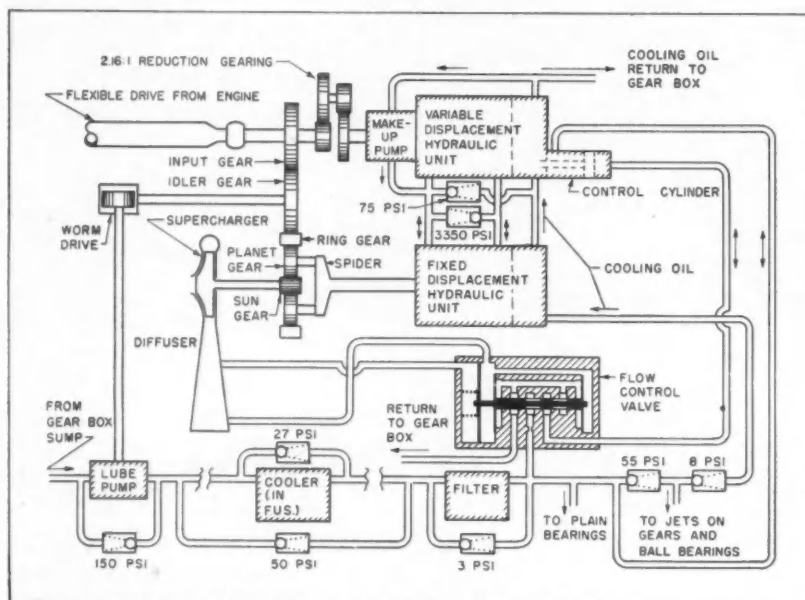 2.16:1 REDUCTION GEARING
FLEXIBLE DRIVE FROM ENGINE
INPUT GEAR
IDLER GEAR
WORM
DRIVE
SUPERCHARGER
PLANET
GEAR
SUN
GEAR
RING GEAR
SPIDER
DIFFUSER
MAKE-
UP
PUMP
VARIABLE
DISPLACEMENT
HYDRAULIC
UNIT
COOLING OIL
RETURN TO
GEAR BOX
CONTROL CYLINDER
75 PSI
3350 PSI
FIXED
DISPLACEMENT
HYDRAULIC
UNIT
COOLING OIL
FLOW
CONTROL
VALVE
RETURN
TO GEAR
BOX
FROM
GEAR BOX
SUMP
LUBE
PUMP
150 PSI
27 PSI
COOLER
(IN
FUS.)
50 PSI
FILTER
3 PSI
55 PSI
8 PSI
TO PLAIN
BEARINGS
TO JETS ON
GEARS AND
BALL BEARINGS